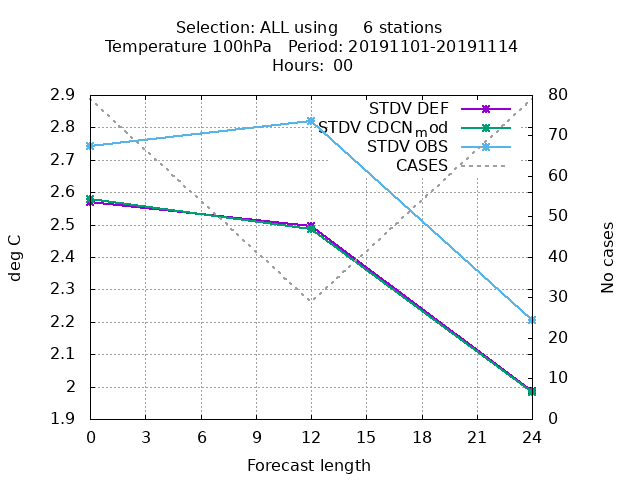 Selection: ALL using     6 stations
Temperature 100hPa   Period: 20191101-20191114
Hours:  00
STDV DEF
STDV CDCN_mod
STDV OBS
CASES
deg C
2.9
2.8
2.7
2.6
2.5
2.4
2.3
2.2
2.1
2
1.9
80
70
60
50
40
30
20
10
0
No cases
0 3 6 9 12 15 18 21 24
Forecast length